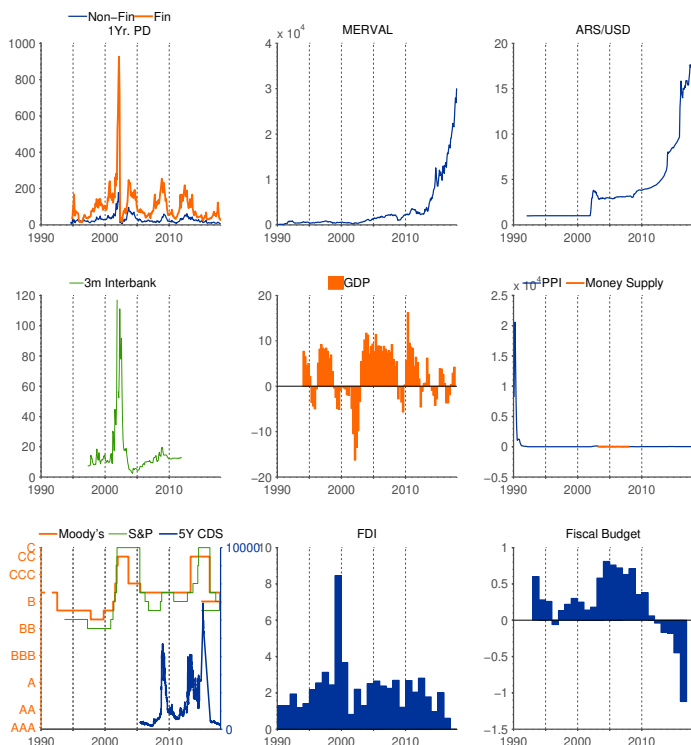 Non-Fin Fin
1Yr. PD
1000
800
600
400
200
0
1990 2000 2010
MERVAL
x 10^4
4
3
2
1
0
1990 2000 2010
ARS/USD
20
15
10
5
0
1990 2000 2010
3m Interbank
120
100
80
60
40
20
0
1990 2000 2010
GDP
20
10
0
−10
−20
1990 2000 2010
PPI Money Supply
x 10^4
2.5
2
1.5
1
0.5
0
1990 2000 2010
Moody's S&P 5Y CDS
C
CC
CCC
B
BB
BBB
A
AA
AAA
10000
0
1990 2000 2010
FDI
10
8
6
4
2
0
1990 2000 2010
Fiscal Budget
1
0.5
0
−0.5
−1
−1.5
1990 2000 2010